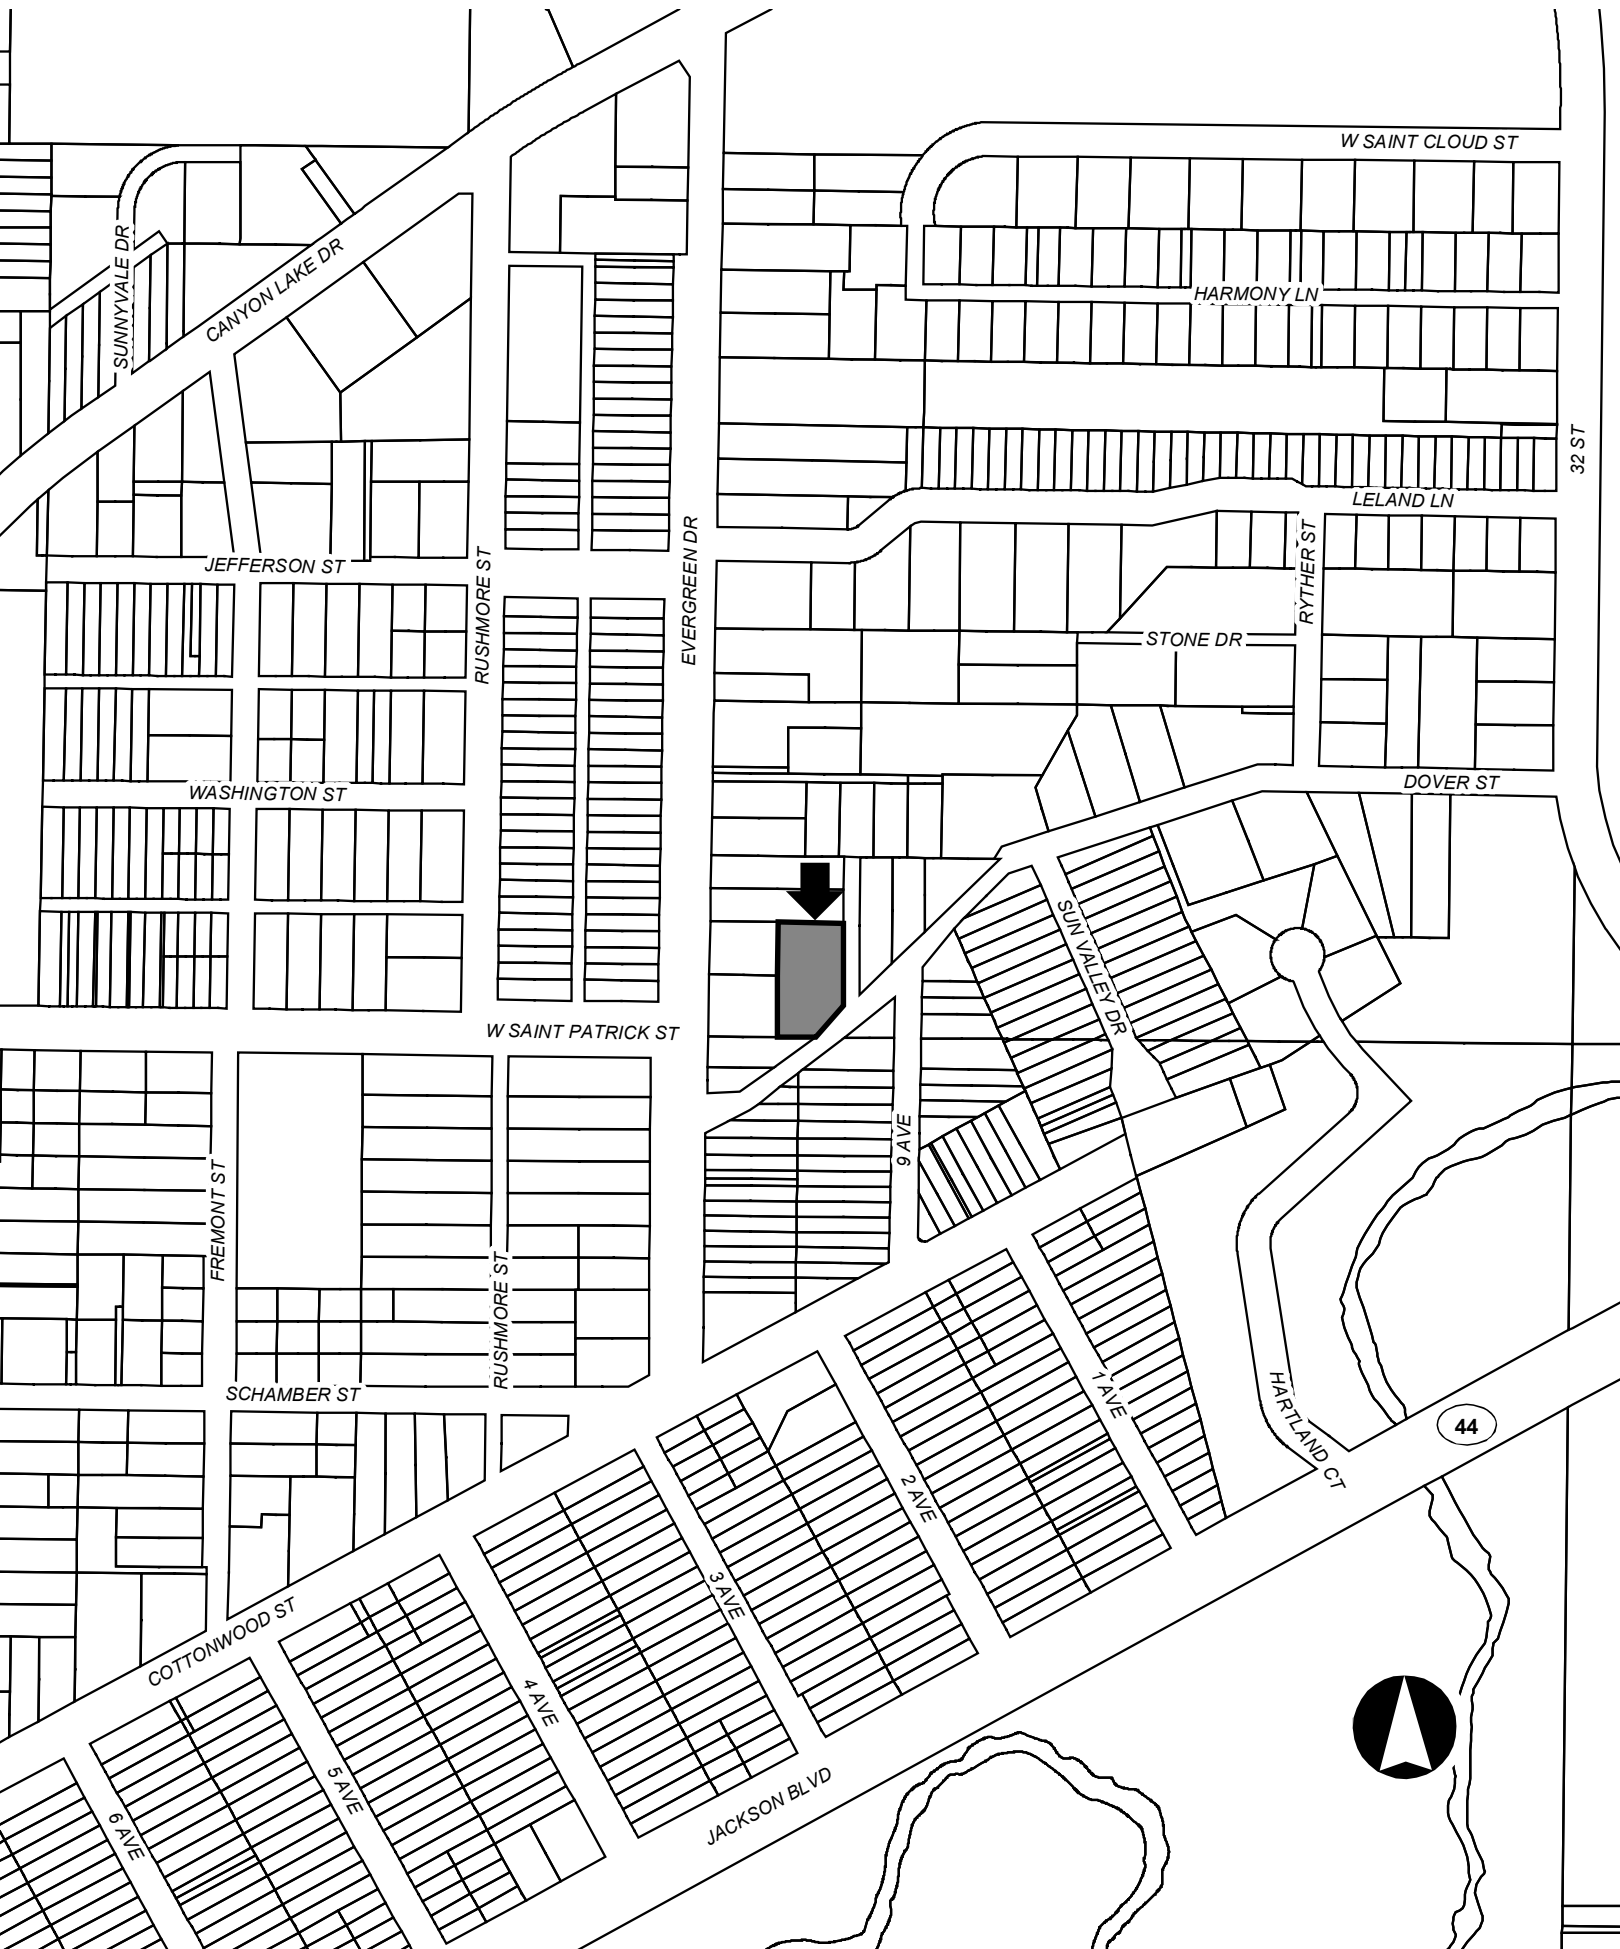 W SAINT CLOUD ST
SUNNYVALE DR
CANYON LAKE DR
HARMONY LN
32 ST
LELAND LN
JEFFERSON ST
RUSHMORE ST
EVERGREEN DR
RYTHER ST
STONE DR
WASHINGTON ST
DOVER ST
SUN VALLEY DR
W SAINT PATRICK ST
9 AVE
FREMONT ST
RUSHMORE ST
SCHAMBER ST
1 AVE
HARTLAND CT
44
2 AVE
3 AVE
COTTONWOOD ST
4 AVE
5 AVE
JACKSON BLVD
6 AVE